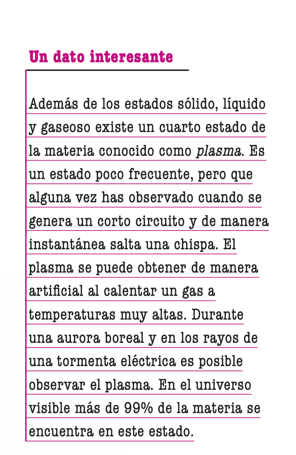 Un dato interesante
Además de los estados sólido, líquido
y gaseoso existe un cuarto estado de
la materia conocido como plasma. Es
un estado poco frecuente, pero que
alguna vez has observado cuando se
genera un corto circuito y de manera
instantánea salta una chispa. El
plasma se puede obtener de manera
artificial al calentar un gas a
temperaturas muy altas. Durante
una aurora boreal y en los rayos de
una tormenta eléctrica es posible
observar el plasma. En el universo
visible más de 99% de la materia se
encuentra en este estado.